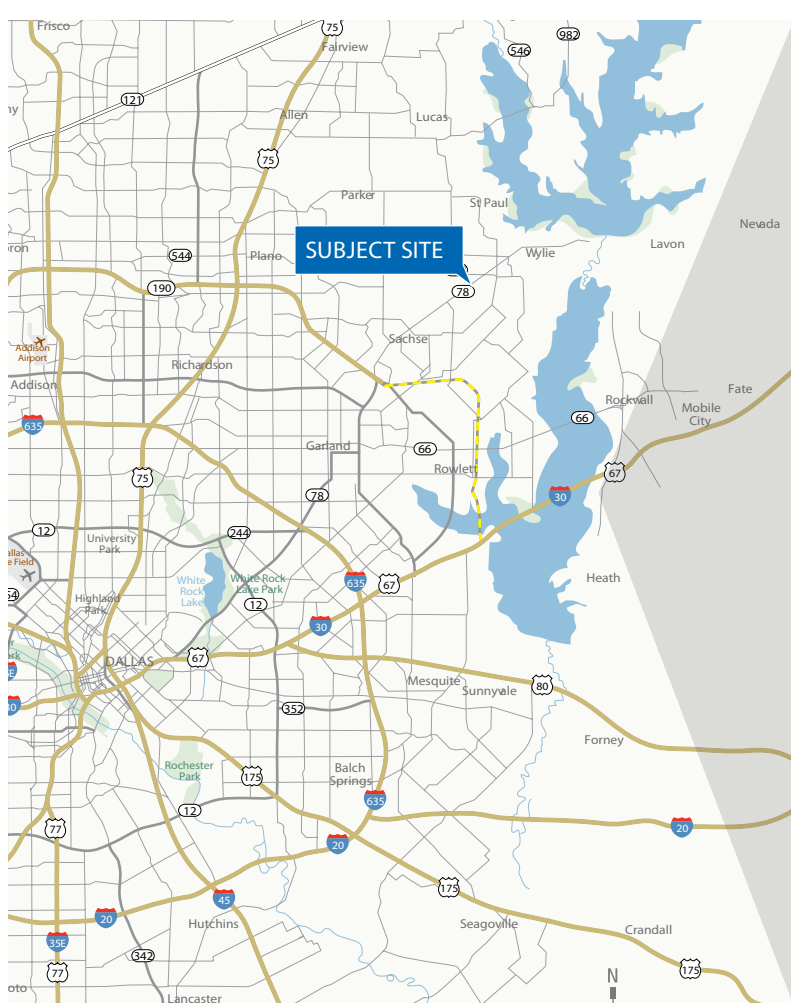 Frisco
75
982
546
Fairview
121
Allen
Lucas
75
Parker
St Paul
Nevada
Lavon
SUBJECT SITE
Wylie
544
Plano
190
78
Sachse
Addison
Airport
Richardson
Addison
Fate
Rockwall
Mobile
City
66
635
Garland
66
Rowlett
67
75
78
30
12
244
University
Park
White
Rock
Lake
White Rock
Lake Park
635
67
Heath
Highland
Park
12
30
DALLAS
67
Mesquite
Sunnyvale
80
352
Forney
Rochester
Park
175
Balch
Springs
635
12
77
20
20
175
45
20
Hutchins
Seagoville
Crandall
35E
342
77
175
N
Lancaster